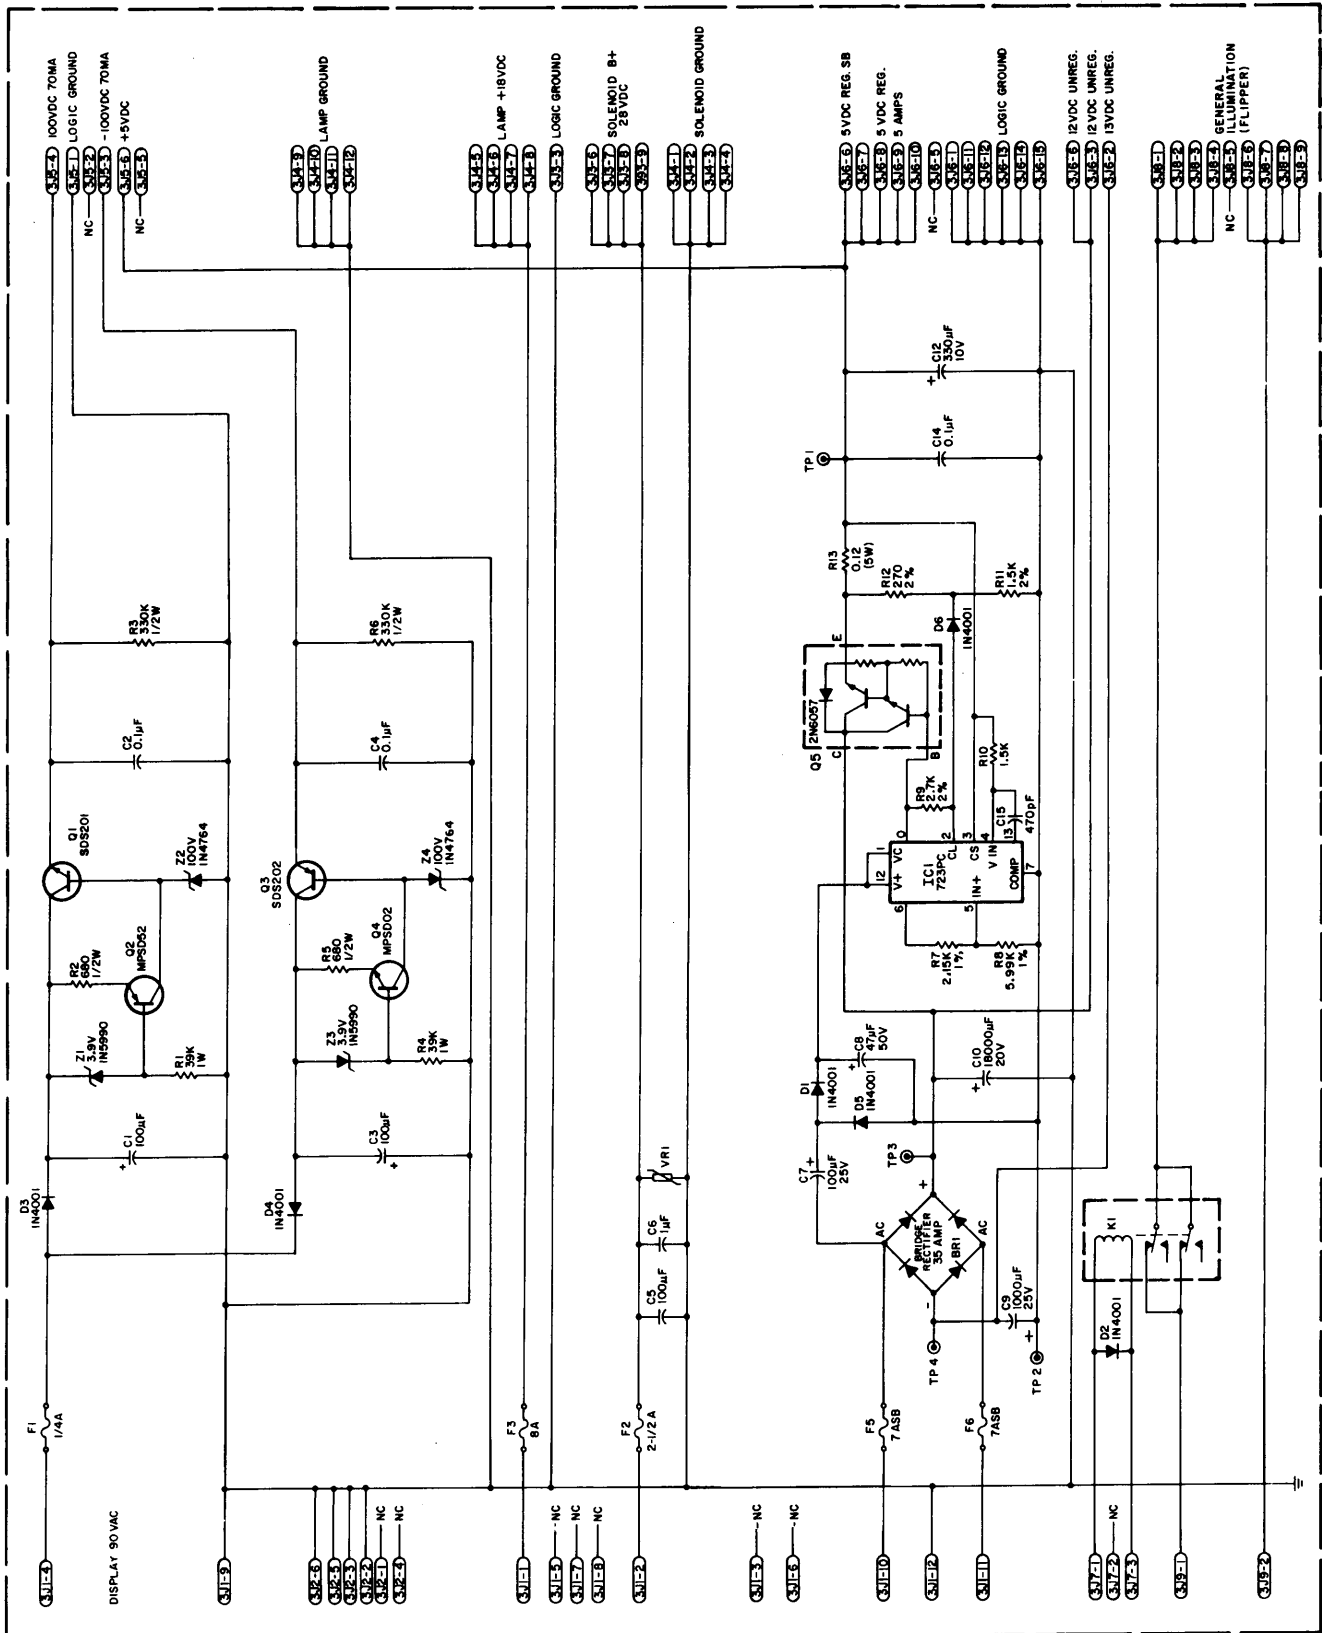 3J5-4 100VDC 70MA
3J5-1 LOGIC GROUND
NC 3J5-2
3J5-3 -100VDC 70MA
3J5-6 +5VDC
NC 3J5-5
3J4-9
3J4-10 LAMP GROUND
3J4-11
3J4-12
3J4-5
3J4-6 LAMP +18VDC
3J4-7
3J4-8
3J3-3 LOGIC GROUND
3J3-6
3J3-7 SOLENOID B+
3J3-8 28VDC
393-9
3J4-1
3J4-2 SOLENOID GROUND
3J4-3
3J4-4
3J6-6 5VDC REG. SB
3J6-7
3J6-8 5 VDC REG.
3J6-9 5 AMPS
3J6-10
NC 3J6-5
3J6-1
3J6-11
3J6-12 LOGIC GROUND
3J6-13
3J6-14
3J6-15
3J6-6 12VDC UNREG.
3J6-3 12VDC UNREG.
3J6-2 13VDC UNREG.
3J8-1
3J8-2
3J8-3
3J8-4 GENERAL
NC 3J8-5 ILLUMINATION
3J8-6 (FLIPPER)
3J8-7
3J8-8
3J8-9
R3
330K
1/2W
C2
0.1µF
Q1
SDS201
Z2
100V
1N4764
R2
680
1/2W
Q2
MPSD52
Z1
3.9V
1N5990
R1
39K
1W
C1
100µF
+
D3
1N4001
F1
1/4A
3J1-4
DISPLAY 90 VAC
3J1-9
R6
330K
1/2W
C4
0.1µF
Q3
SDS202
Z4
100V
1N4764
R5
680
1/2W
Q4
MPSD02
Z3
3.9V
1N5990
R4
39K
1W
C3
100µF
+
D4
1N4001
3J2-6
3J2-5
3J2-3
3J2-2
3J2-1 NC
3J2-4 NC
F3
8A
3J1-1
3J1-5 -NC
3J1-7 NC
3J1-8 NC
VR1
C6
1µF
C5
100µF
F2
2-1/2 A
3J1-2
3J1-3 -NC
3J1-6 -NC
C12
330µF
10V
+
C14
0.1µF
TP1
R13
0.12
(5W)
R12
270
2%
R11
1.5K
2%
D6
1N4001
Q5
2N6057
E
C
B
R10
1.5K
R9
2.7K
2%
C15
470pF
IC1
723PC
V+
VC
CL
CS
V IN
IN+
COMP
12
1
0
2
3
4
13
6
5
7
R7
2.15K
1%
R8
5.99K
1%
C8
47µF
50V
+
D1
1N4001
D5
1N4001
C10
18000µF
20V
+
C7
100µF
25V
+
TP3
AC
+
BRIDGE
RECTIFIER
35 AMP
BR1
AC
-
C9
1000µF
25V
+
TP4
TP2
F5
7ASB
F6
7ASB
3J1-10
3J1-12
3J1-11
K1
D2
1N4001
3J7-1
3J7-2 -NC
3J7-3
3J9-1
3J9-2